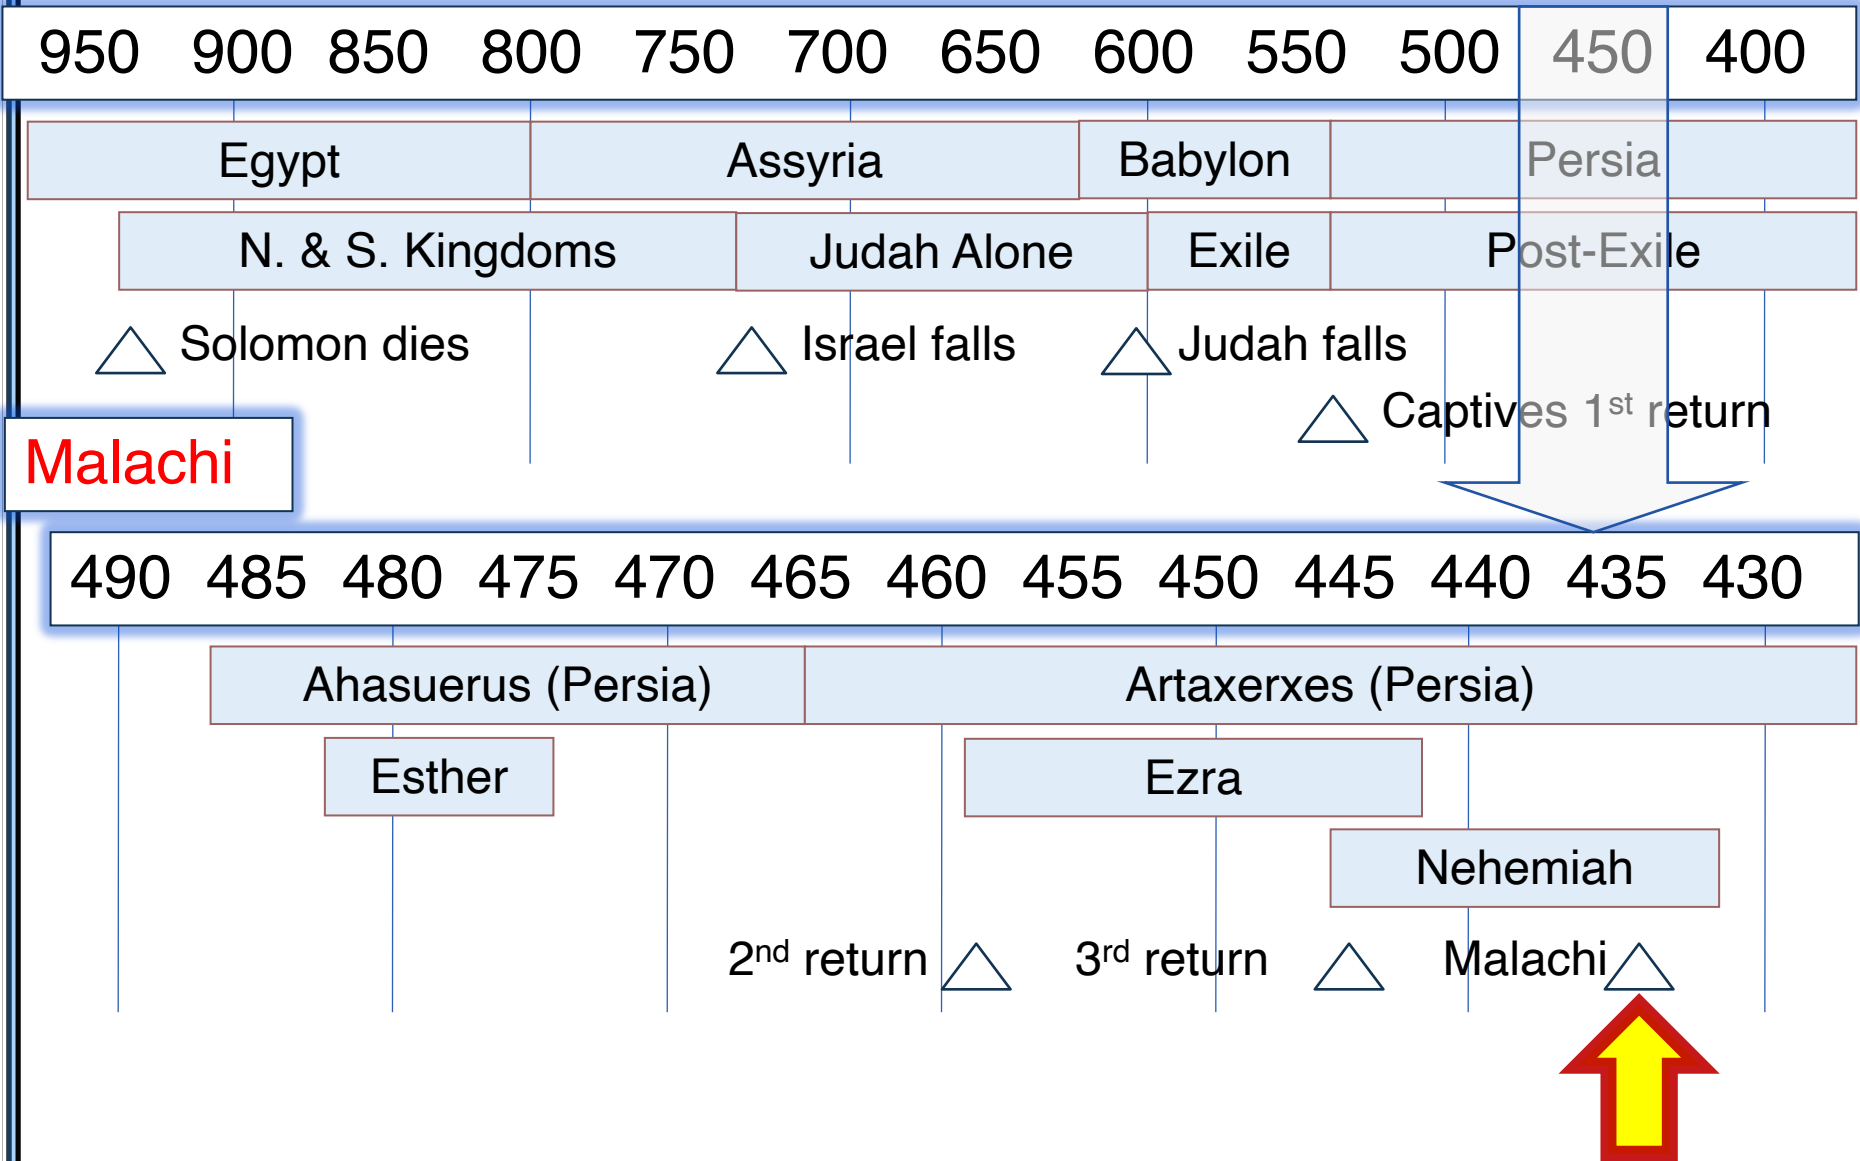 950 900 850 800 750 700 650 600 550 500 450 400
Egypt Assyria Babylon Persia
N. & S. Kingdoms Judah Alone Exile Post-Exile
Solomon dies Israel falls Judah falls
Captives 1st return
Malachi
490 485 480 475 470 465 460 455 450 445 440 435 430
Ahasuerus (Persia) Artaxerxes (Persia)
Esther Ezra
Nehemiah
2nd return 3rd return Malachi